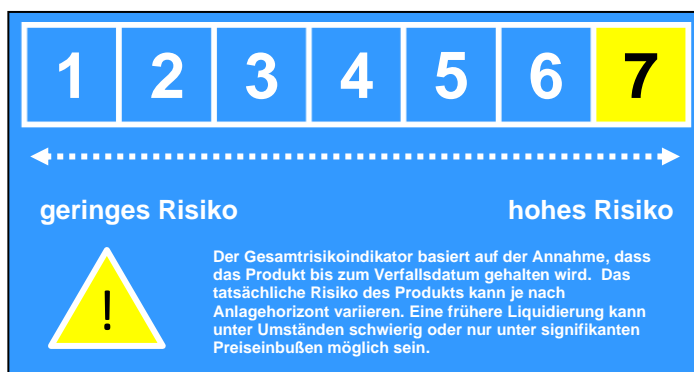 1 2 3 4 5 6 7
geringes Risiko hohes Risiko
!
Der Gesamtrisikoindikator basiert auf der Annahme, dass
das Produkt bis zum Verfallsdatum gehalten wird. Das
tatsächliche Risiko des Produkts kann je nach
Anlagehorizont variieren. Eine frühere Liquidierung kann
unter Umständen schwierig oder nur unter signifikanten
Preiseinbußen möglich sein.